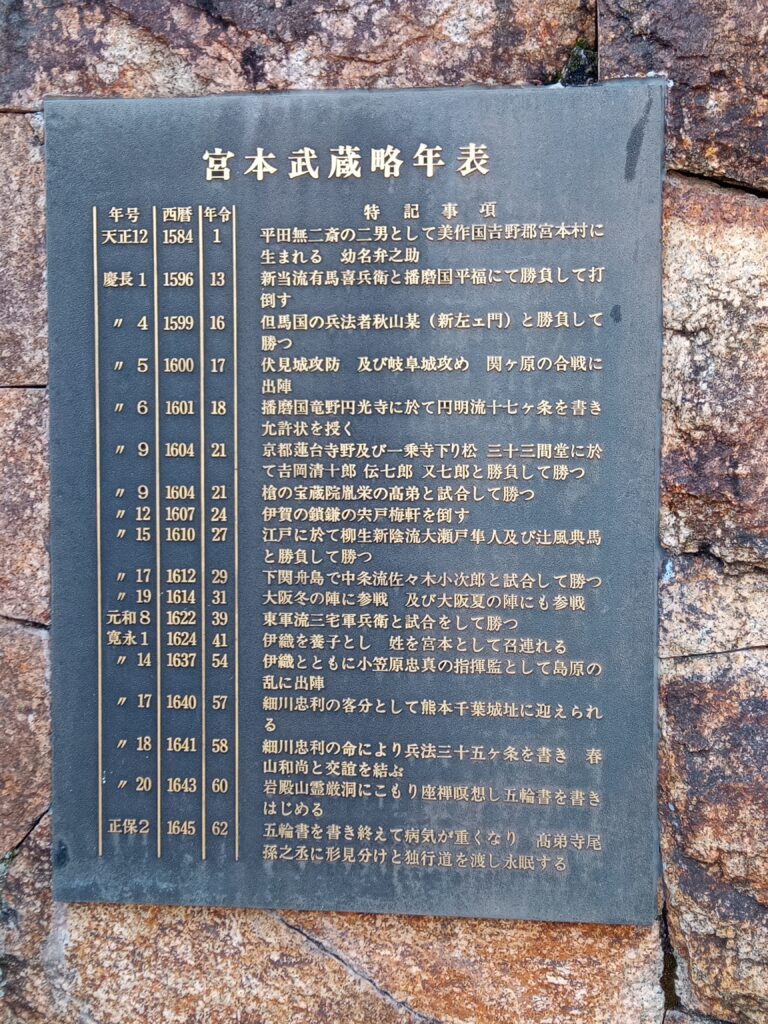 宮本武蔵略年表
年号 西暦 年令 特記事項
天正12 1584 1 平田無二斎の二男として美作国吉野郡宮本村に
生まれる 幼名弁之助
慶長1 1596 13 新当流有馬喜兵衛と播磨国平福にて勝負して打
倒す
〃4 1599 16 但馬国の兵法者秋山某（新左ェ門）と勝負して
勝つ
〃5 1600 17 伏見城攻防 及び岐阜城攻め 関ヶ原の合戦に
出陣
〃6 1601 18 播磨国竜野円光寺に於て円明流十七ヶ条を書き
允許状を授く
〃9 1604 21 京都蓮台寺野及び一乗寺下り松 三十三間堂に於
て吉岡清十郎 伝七郎 又七郎と勝負して勝つ
〃9 1604 21 槍の宝蔵院胤栄の高弟と試合して勝つ
〃12 1607 24 伊賀の鎖鎌の宍戸梅軒を倒す
〃15 1610 27 江戸に於て柳生新陰流大瀬戸隼人及び辻風典馬
と勝負して勝つ
〃17 1612 29 下関舟島で中条流佐々木小次郎と試合して勝つ
〃19 1614 31 大阪冬の陣に参戦 及び大阪夏の陣にも参戦
元和8 1622 39 東軍流三宅軍兵衛と試合をして勝つ
寛永1 1624 41 伊織を養子とし 姓を宮本として召連れる
〃14 1637 54 伊織とともに小笠原忠真の指揮監として島原の
乱に出陣
〃17 1640 57 細川忠利の客分として熊本千葉城址に迎えられ
る
〃18 1641 58 細川忠利の命により兵法三十五ヶ条を書き 春
山和尚と交誼を結ぶ
〃20 1643 60 岩殿山霊厳洞にこもり座禅瞑想し五輪書を書き
はじめる
正保2 1645 62 五輪書を書き終えて病気が重くなり 高弟寺尾
孫之丞に形見分けと独行道を渡し永眠する